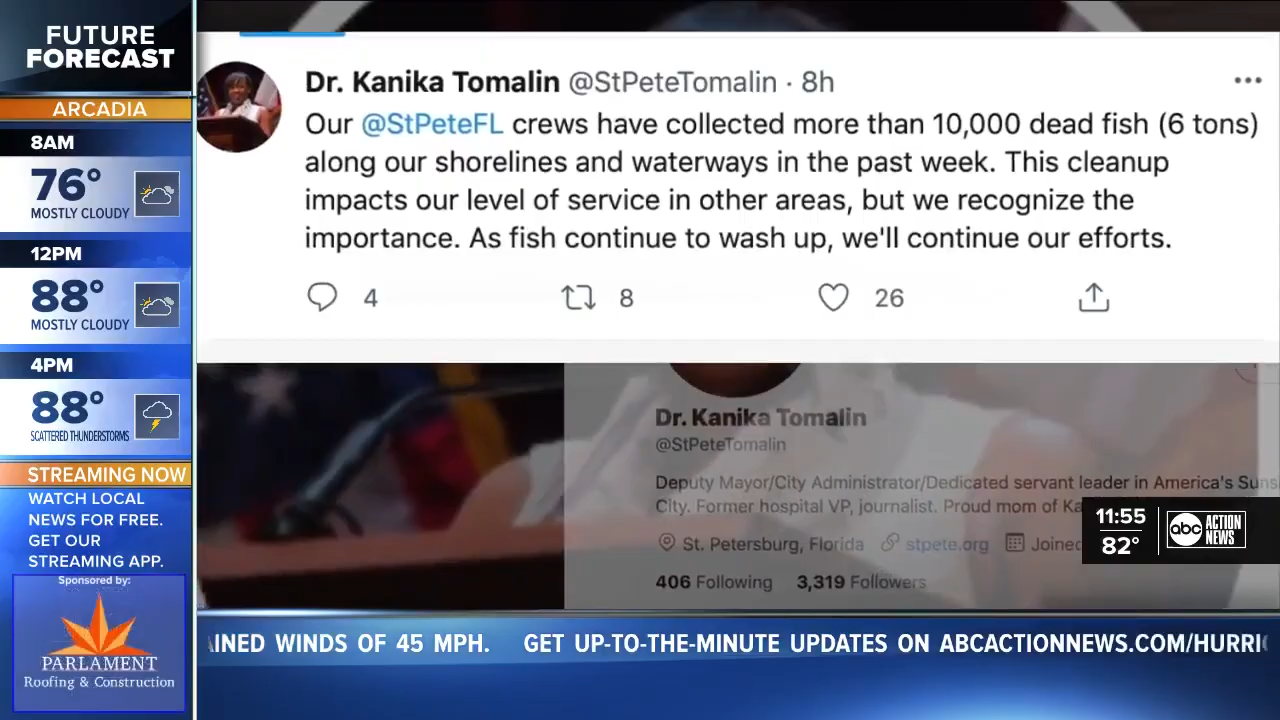 FUTURE
FORECAST
ARCADIA
8AM
76°
MOSTLY CLOUDY
12PM
88°
MOSTLY CLOUDY
4PM
88°
SCATTERED THUNDERSTORMS
STREAMING NOW
WATCH LOCAL
NEWS FOR FREE.
GET OUR
STREAMING APP.
Sponsored by:
PARLAMENT
Roofing & Construction
Dr. Kanika Tomalin @StPeteTomalin · 8h
Our @StPeteFL crews have collected more than 10,000 dead fish (6 tons)
along our shorelines and waterways in the past week. This cleanup
impacts our level of service in other areas, but we recognize the
importance. As fish continue to wash up, we'll continue our efforts.
4 8 26
Dr. Kanika Tomalin
@StPeteTomalin
Deputy Mayor/City Administrator/Dedicated servant leader in America's Suns
City. Former hospital VP, journalist. Proud mom of Ka
St. Petersburg, Florida stpete.org Joined
406 Following 3,319 Followers
11:55
82°
abc ACTION NEWS
AINED WINDS OF 45 MPH. GET UP-TO-THE-MINUTE UPDATES ON ABCACTIONNEWS.COM/HURRI